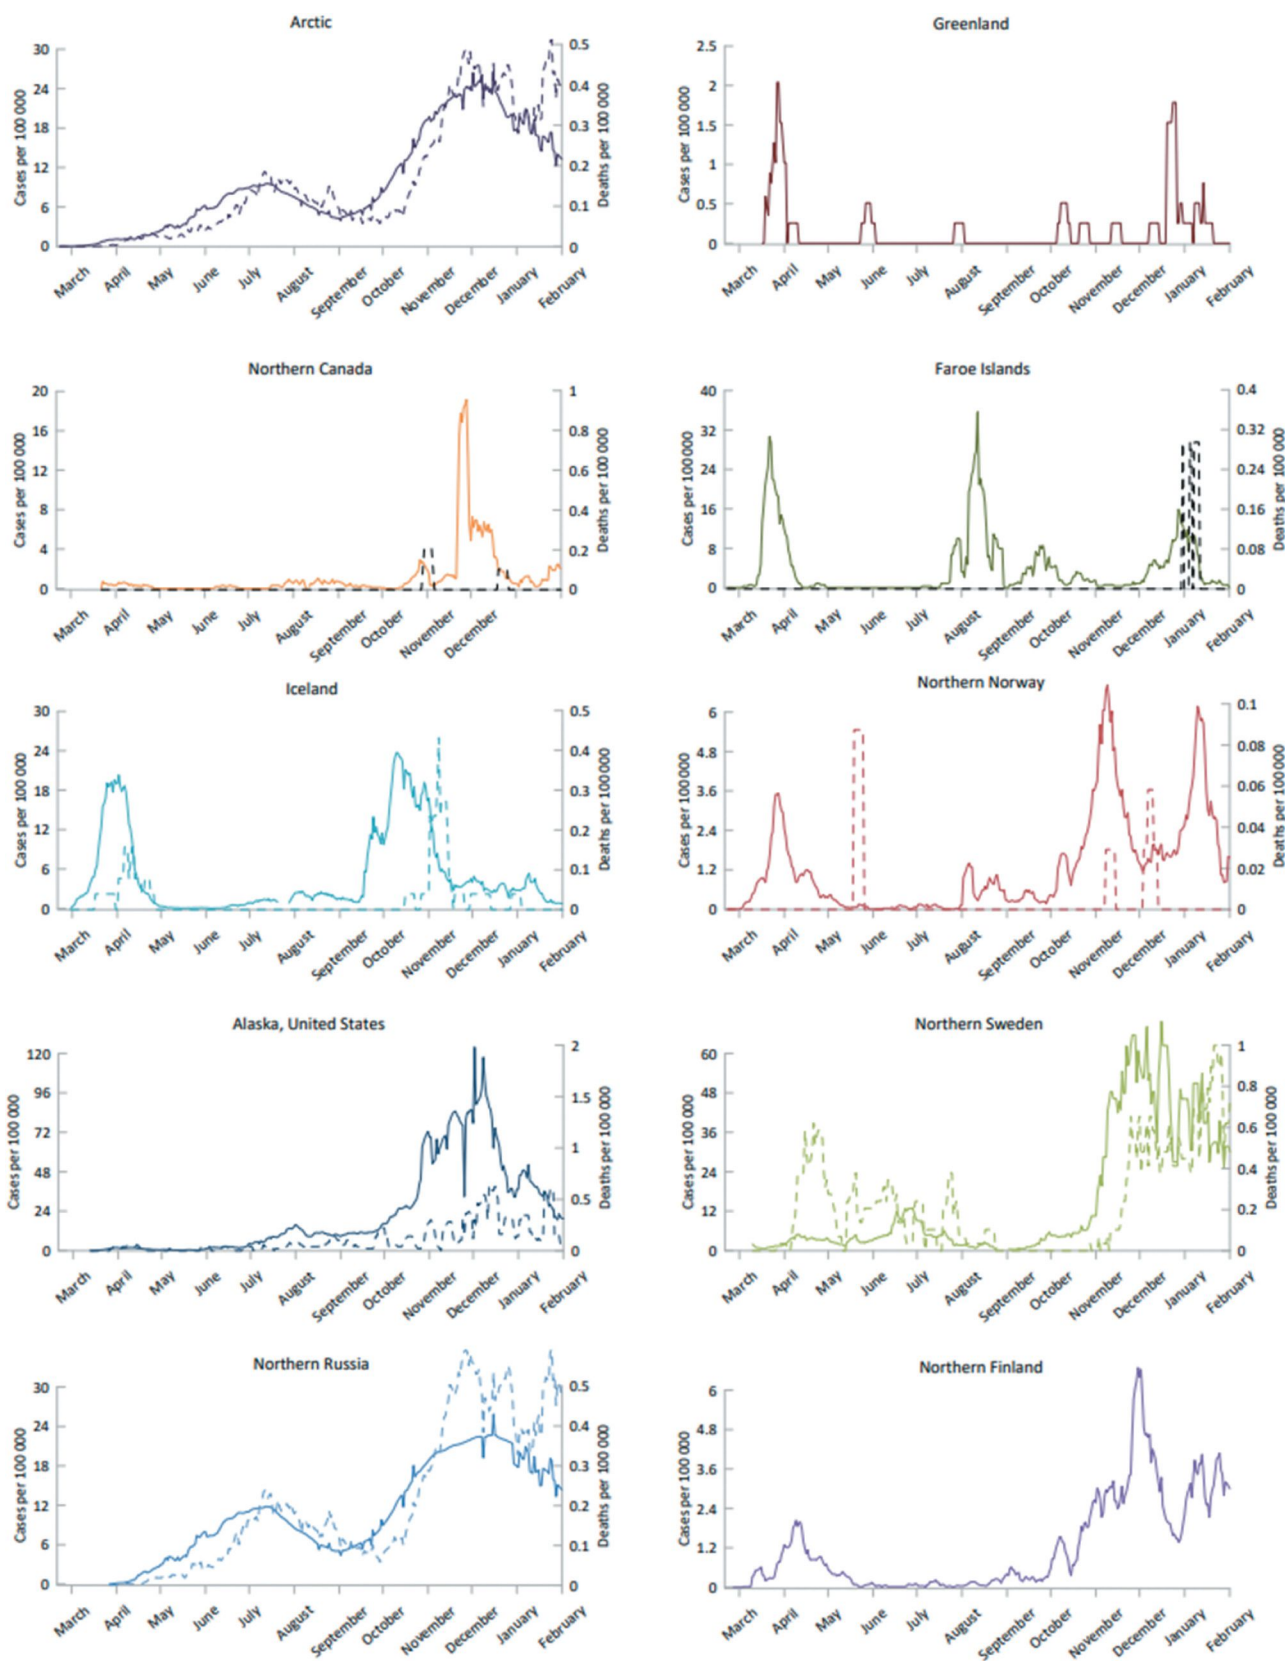 Arctic
Cases per 100 000
30
24
18
12
6
0
0.5
0.4
0.3
0.2
0.1
0
Deaths per 100 000
March April May June July August September October November December January February
Greenland
Cases per 100 000
2.5
2
1.5
1
0.5
0
March April May June July August September October November December January February
Northern Canada
Cases per 100 000
20
16
12
8
4
0
1
0.8
0.6
0.4
0.2
0
Deaths per 100 000
March April May June July August September October November December
Faroe Islands
Cases per 100 000
40
32
24
16
8
0
0.4
0.32
0.24
0.16
0.08
0
Deaths per 100 000
March April May June July August September October November December January February
Iceland
Cases per 100 000
30
24
18
12
6
0
0.5
0.4
0.3
0.2
0.1
0
Deaths per 100 000
March April May June July August September October November December January February
Northern Norway
Cases per 100 000
6
4.8
3.6
2.4
1.2
0
0.1
0.08
0.06
0.04
0.02
0
Deaths per 100 000
March April May June July August September October November December January February
Alaska, United States
Cases per 100 000
120
96
72
48
24
0
2
1.5
1
0.5
0
Deaths per 100 000
March April May June July August September October November December January February
Northern Sweden
Cases per 100 000
60
48
36
24
12
0
1
0.8
0.6
0.4
0.2
0
Deaths per 100 000
March April May June July August September October November December January February
Northern Russia
Cases per 100 000
30
24
18
12
6
0
0.5
0.4
0.3
0.2
0.1
0
Deaths per 100 000
March April May June July August September October November December January February
Northern Finland
Cases per 100 000
6
4.8
3.6
2.4
1.2
0
March April May June July August September October November December January February